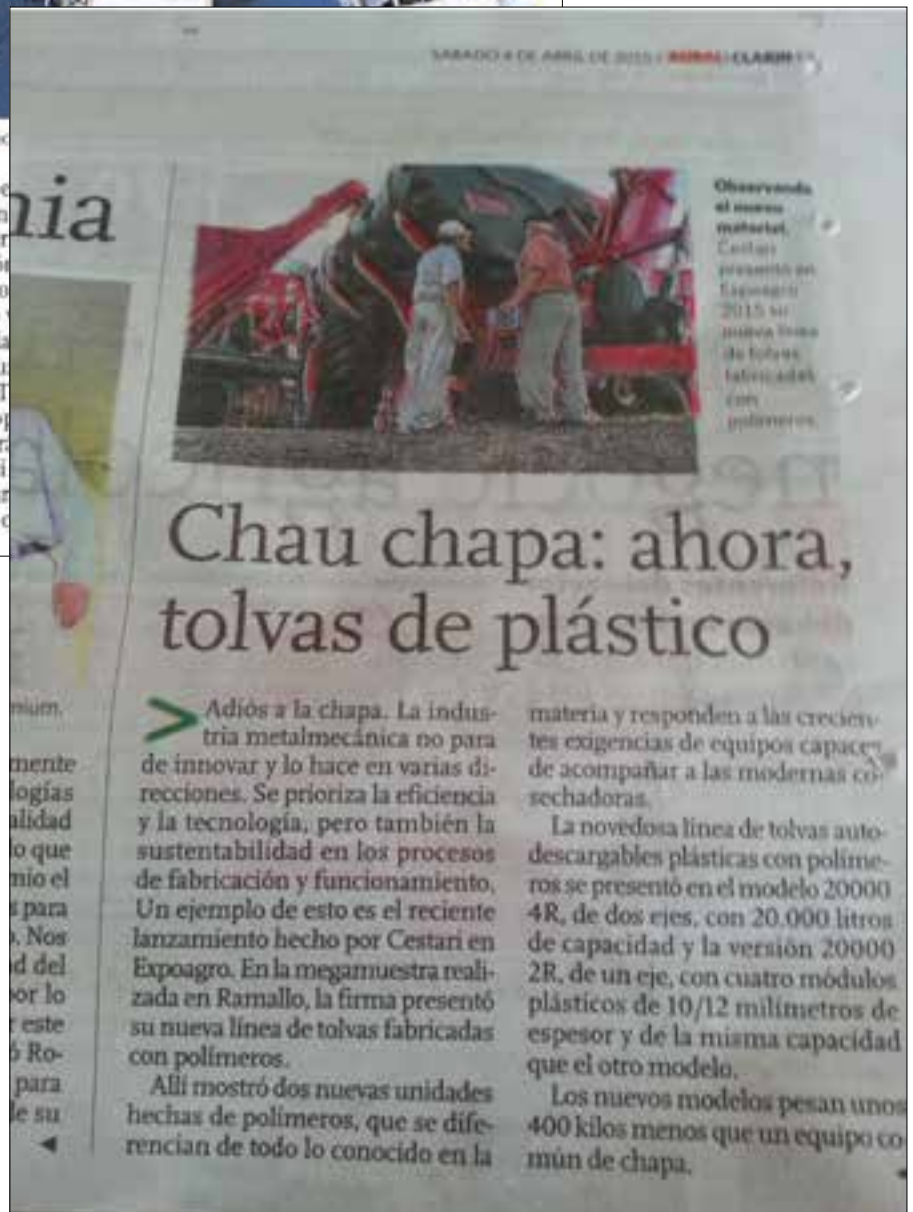 SABADO 4 DE ABRIL DE 2015 RURAL CLARIN
nia
Observando
el nuevo
material.
Cestari
presentó en
Expoagro
2015 su
nueva línea
de tolvas
fabricadas
con
polímeros.
Chau chapa: ahora,
tolvas de plástico
> Adiós a la chapa. La indus-
tria metalmecánica no para
de innovar y lo hace en varias di-
recciones. Se prioriza la eficiencia
y la tecnología, pero también la
sustentabilidad en los procesos
de fabricación y funcionamiento.
Un ejemplo de esto es el reciente
lanzamiento hecho por Cestari en
Expoagro. En la megamuestra reali-
zada en Ramallo, la firma presentó
su nueva línea de tolvas fabricadas
con polímeros.
Allí mostró dos nuevas unidades
hechas de polímeros, que se dife-
rencian de todo lo conocido en la
materia y responden a las crecien-
tes exigencias de equipos capaces
de acompañar a las modernas co-
sechadoras.
La novedosa línea de tolvas auto-
descargables plásticas con políme-
ros se presentó en el modelo 20000
4R, de dos ejes, con 20.000 litros
de capacidad y la versión 20000
2R, de un eje, con cuatro módulos
plásticos de 10/12 milímetros de
espesor y de la misma capacidad
que el otro modelo.
Los nuevos modelos pesan unos
400 kilos menos que un equipo co-
mún de chapa.
nium.
mente
logías
alidad
lo que
mio el
s para
. Nos
d del
por lo
r este
ó Ro-
para
de su